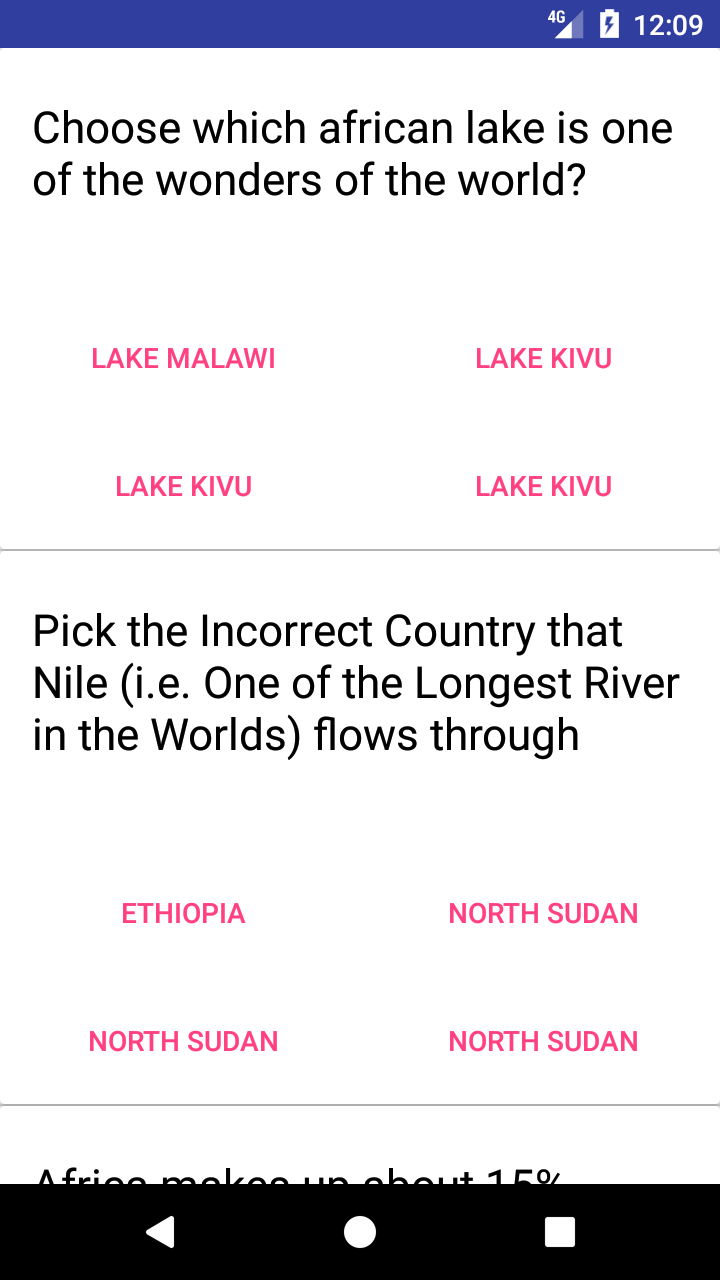 4G 12:09
Choose which african lake is one
of the wonders of the world?
LAKE MALAWI LAKE KIVU
LAKE KIVU LAKE KIVU
Pick the Incorrect Country that
Nile (i.e. One of the Longest River
in the Worlds) flows through
ETHIOPIA NORTH SUDAN
NORTH SUDAN NORTH SUDAN
Africa makes up about 15%